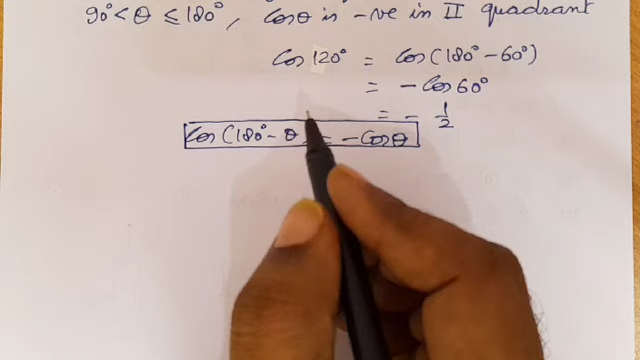 90° < θ ≤ 180°, Cosθ is -ve in II quadrant
Cos 120° = Cos(180° - 60°)
= - Cos 60°
= - 1/2
Cos(180° - θ) = - Cosθ